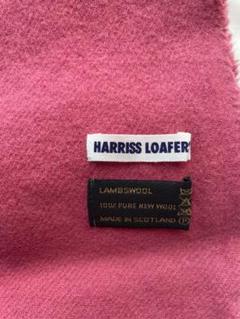 HARRISS LOAFER'
LAMBSWOOL
100% PURE NEW WOOL
MADE IN SCOTLAND